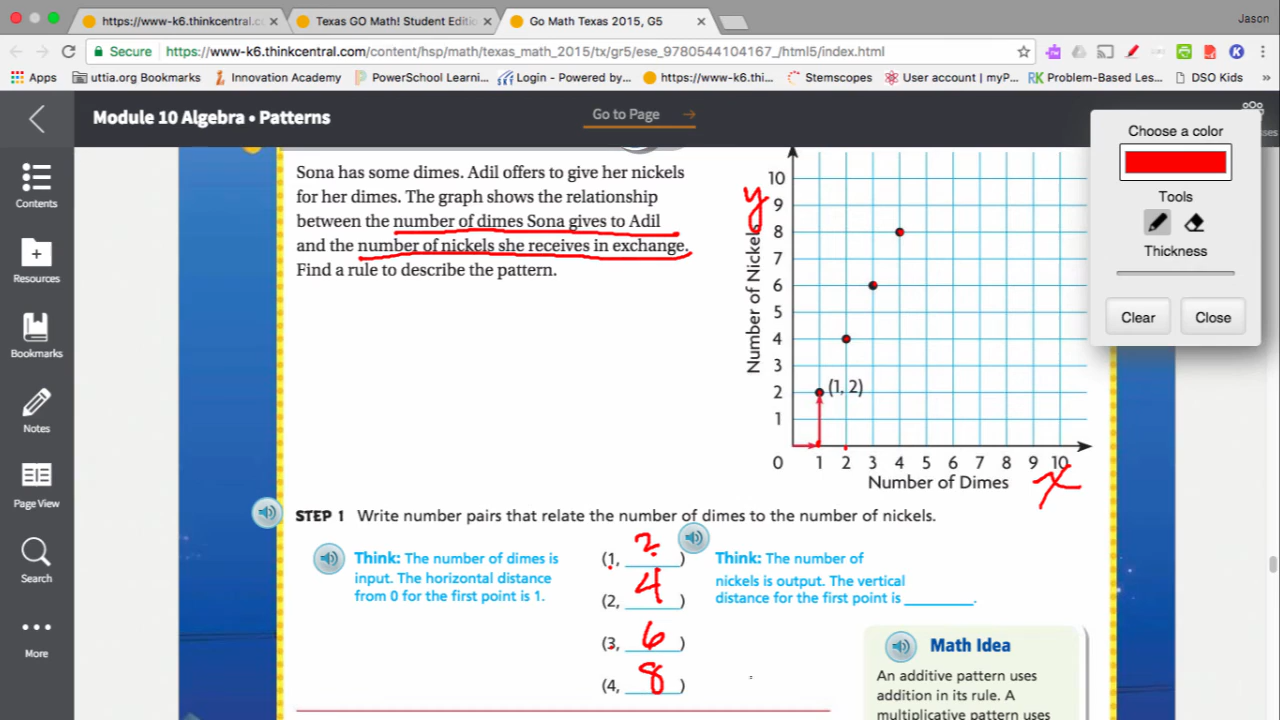 https://www-k6.thinkcentral.c
Texas GO Math! Student Editio
Go Math Texas 2015, G5
Jason
Secure
https://www-k6.thinkcentral.com/content/hsp/math/texas_math_2015/tx/gr5/ese_9780544104167_/html5/index.html
Apps
uttia.org Bookmarks
Innovation Academy
PowerSchool Learni...
Login - Powered by...
https://www-k6.thi...
Stemscopes
User account | myP...
Problem-Based Les...
DSO Kids
»
Module 10 Algebra • Patterns
Go to Page →
Contents
Resources
Bookmarks
Notes
Page View
Search
More
Sona has some dimes. Adil offers to give her nickels
for her dimes. The graph shows the relationship
between the number of dimes Sona gives to Adil
and the number of nickels she receives in exchange.
Find a rule to describe the pattern.
y
Number of Nickels
10
9
8
7
6
5
4
3
2
1
(1, 2)
0 1 2 3 4 5 6 7 8 9 10
Number of Dimes
x
Choose a color
Tools
Thickness
Clear
Close
STEP 1 Write number pairs that relate the number of dimes to the number of nickels.
Think: The number of dimes is
input. The horizontal distance
from 0 for the first point is 1.
(1, 2)
(2, 4)
(3, 6)
(4, 8)
Think: The number of
nickels is output. The vertical
distance for the first point is ________.
Math Idea
An additive pattern uses
addition in its rule. A
multiplicative pattern uses